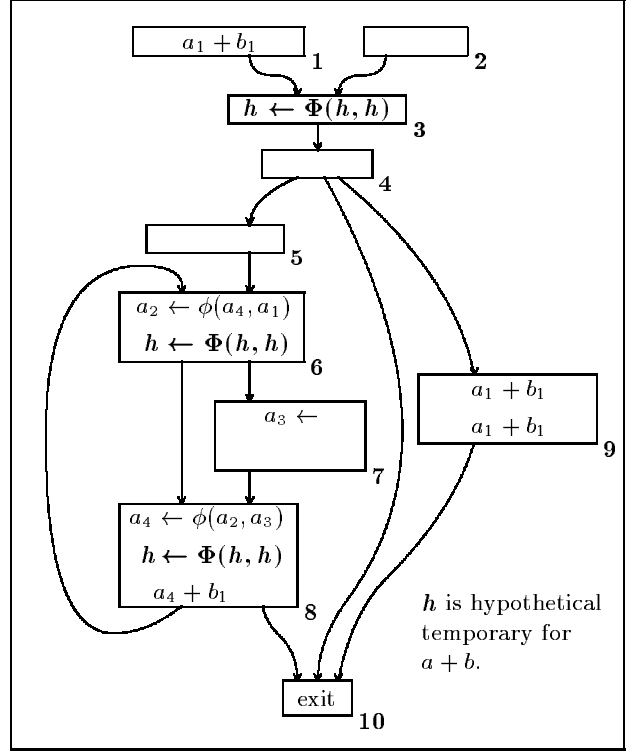 a₁ + b₁
1
2
h ← Φ(h, h)
3
4
5
a₂ ← ϕ(a₄, a₁)
h ← Φ(h, h)
6
a₃ ←
7
a₁ + b₁
a₁ + b₁
9
a₄ ← ϕ(a₂, a₃)
h ← Φ(h, h)
a₄ + b₁
8
h is hypothetical
temporary for
a + b.
exit
10